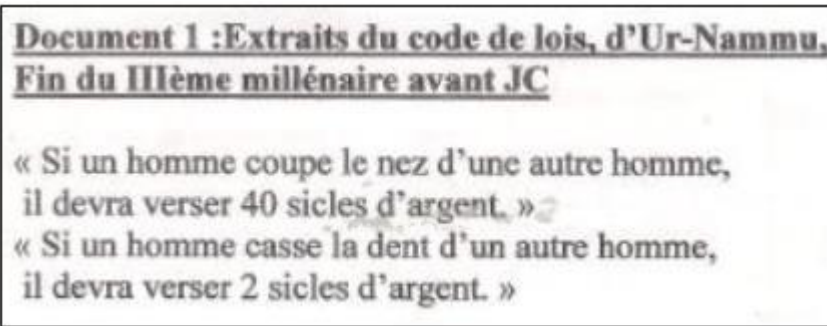 Document 1 :Extraits du code de lois, d’Ur-Nammu,
Fin du IIIème millénaire avant JC
« Si un homme coupe le nez d’une autre homme,
il devra verser 40 sicles d’argent. »
« Si un homme casse la dent d’un autre homme,
il devra verser 2 sicles d’argent. »